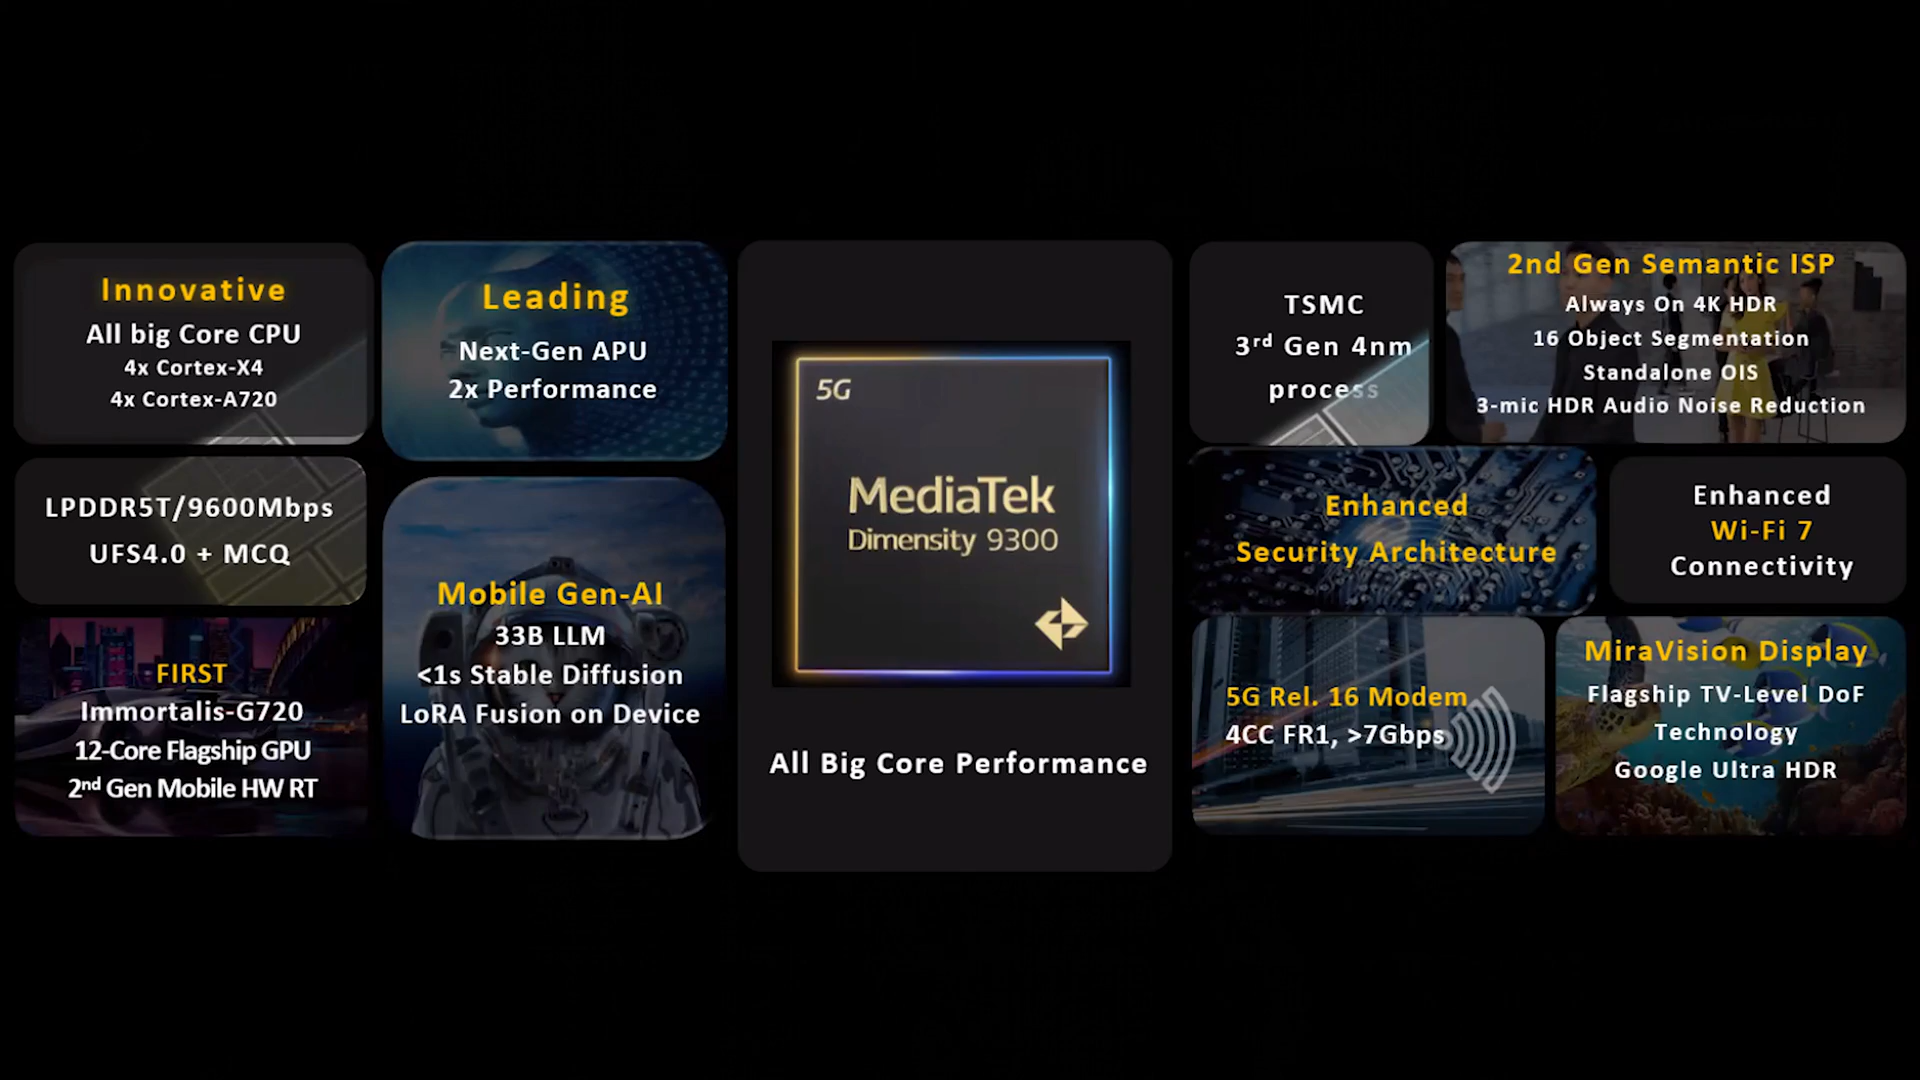 Innovative
All big Core CPU
4x Cortex-X4
4x Cortex-A720
LPDDR5T/9600Mbps
UFS4.0 + MCQ
FIRST
Immortalis-G720
12-Core Flagship GPU
2nd Gen Mobile HW RT
Leading
Next-Gen APU
2x Performance
Mobile Gen-AI
33B LLM
<1s Stable Diffusion
LoRA Fusion on Device
5G
MediaTek
Dimensity 9300
All Big Core Performance
TSMC
3rd Gen 4nm
process
2nd Gen Semantic ISP
Always On 4K HDR
16 Object Segmentation
Standalone OIS
3-mic HDR Audio Noise Reduction
Enhanced
Security Architecture
Enhanced
Wi-Fi 7
Connectivity
5G Rel. 16 Modem
4CC FR1, >7Gbps
MiraVision Display
Flagship TV-Level DoF
Technology
Google Ultra HDR